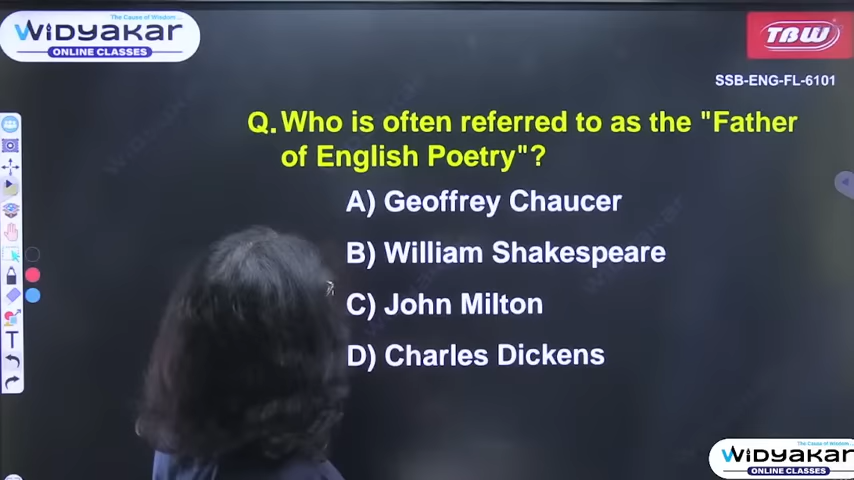 The Cause of Wisdom ...
WIDYAKAR
ONLINE CLASSES
TBW
SSB-ENG-FL-6101
Q. Who is often referred to as the "Father
of English Poetry"?
A) Geoffrey Chaucer
B) William Shakespeare
C) John Milton
D) Charles Dickens
T
The Cause of Wisdom ...
WIDYAKAR
ONLINE CLASSES